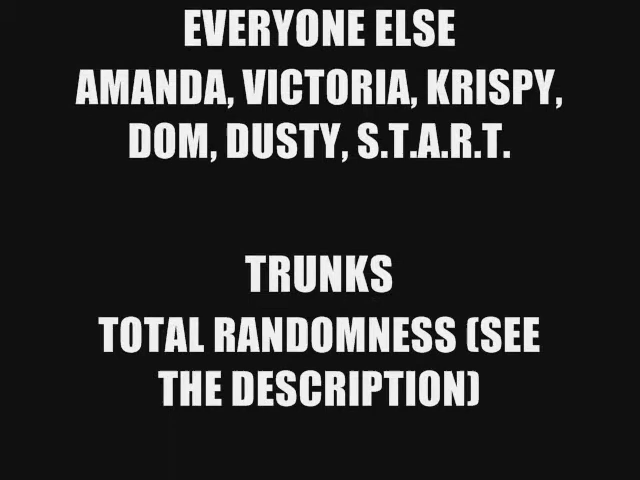 EVERYONE ELSE
AMANDA, VICTORIA, KRISPY,
DOM, DUSTY, S.T.A.R.T.
TRUNKS
TOTAL RANDOMNESS (SEE
THE DESCRIPTION)